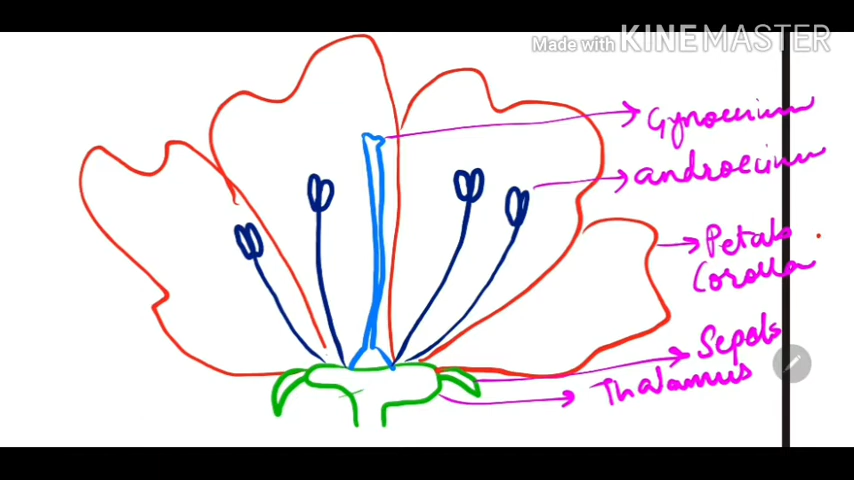 Made with KINEMASTER
Gynoecium
androecium
Petals
Corolla
Sepals
Thalamus